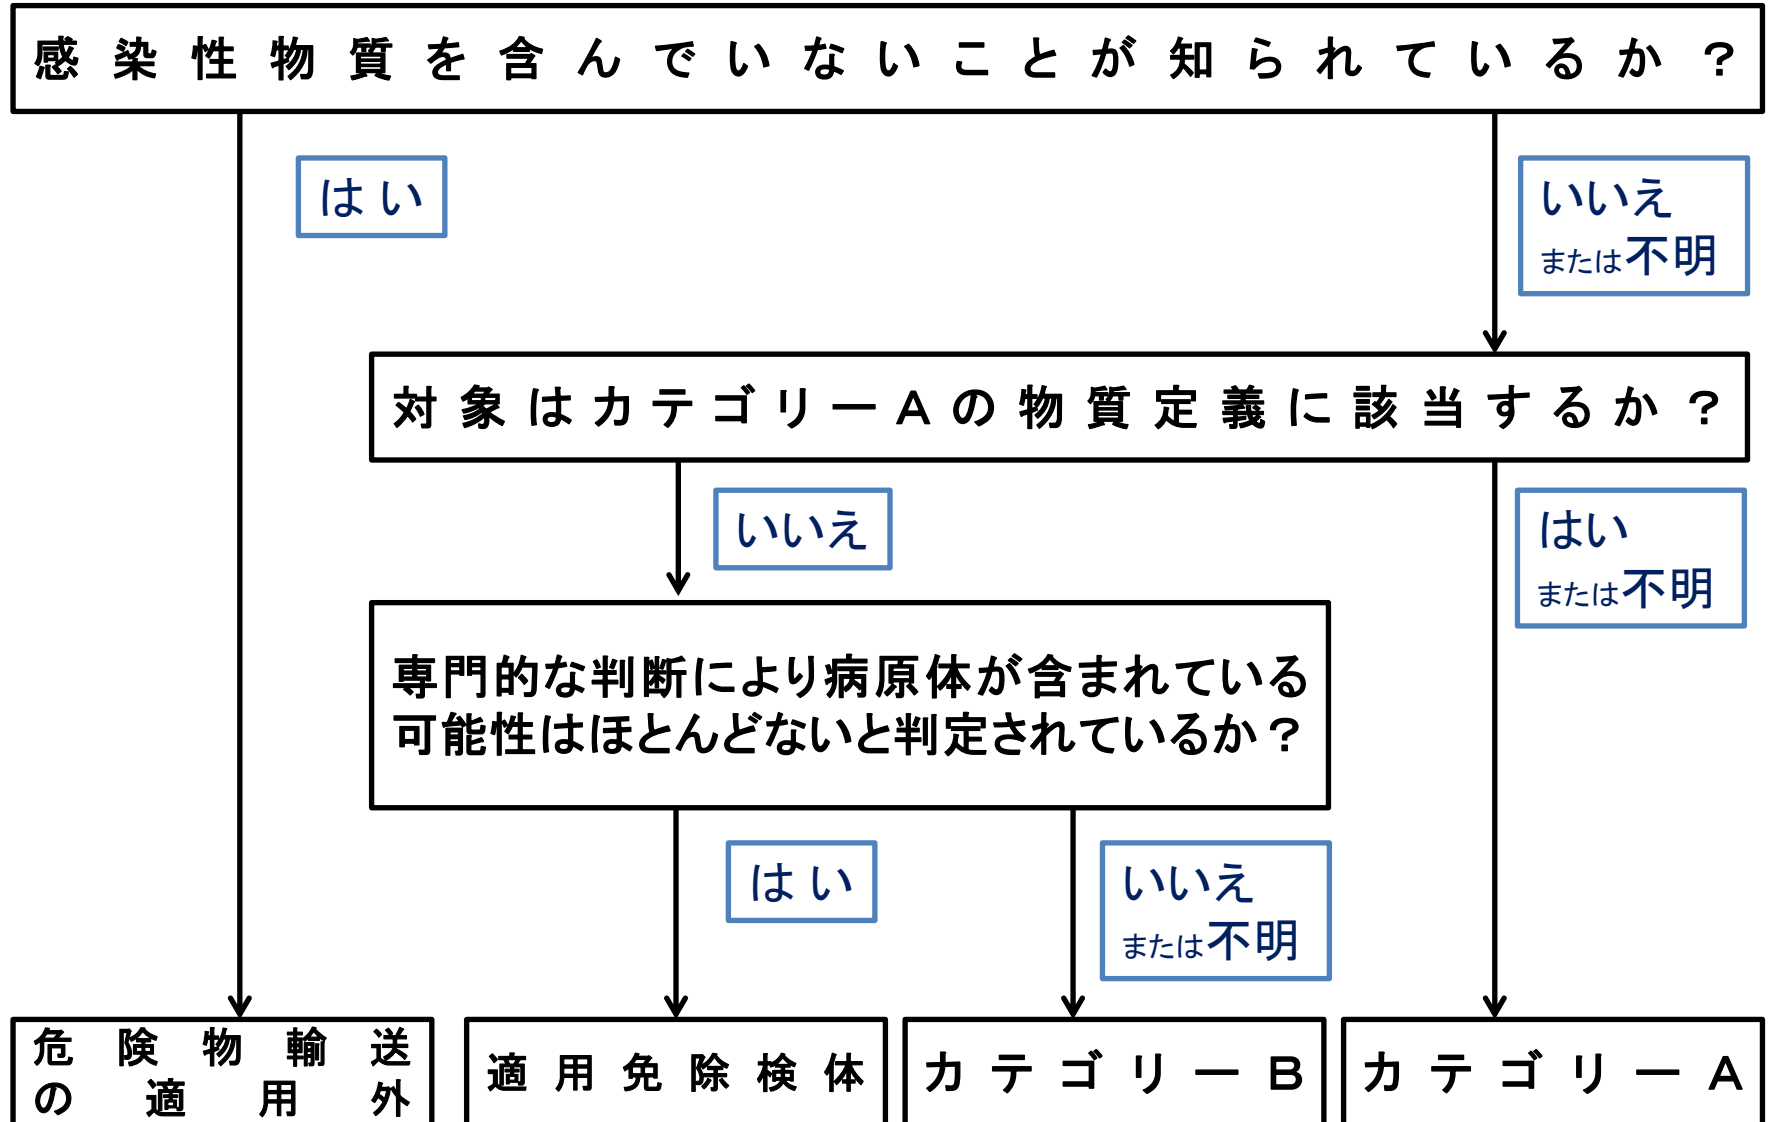 感染性物質を含んでいないことが知られているか？
はい
いいえ
または不明
対象はカテゴリーAの物質定義に該当するか？
いいえ
はい
または不明
専門的な判断により病原体が含まれている
可能性はほとんどないと判定されているか？
はい
いいえ
または不明
危険物輸送
の適用外
適用免除検体
カテゴリーB
カテゴリーA